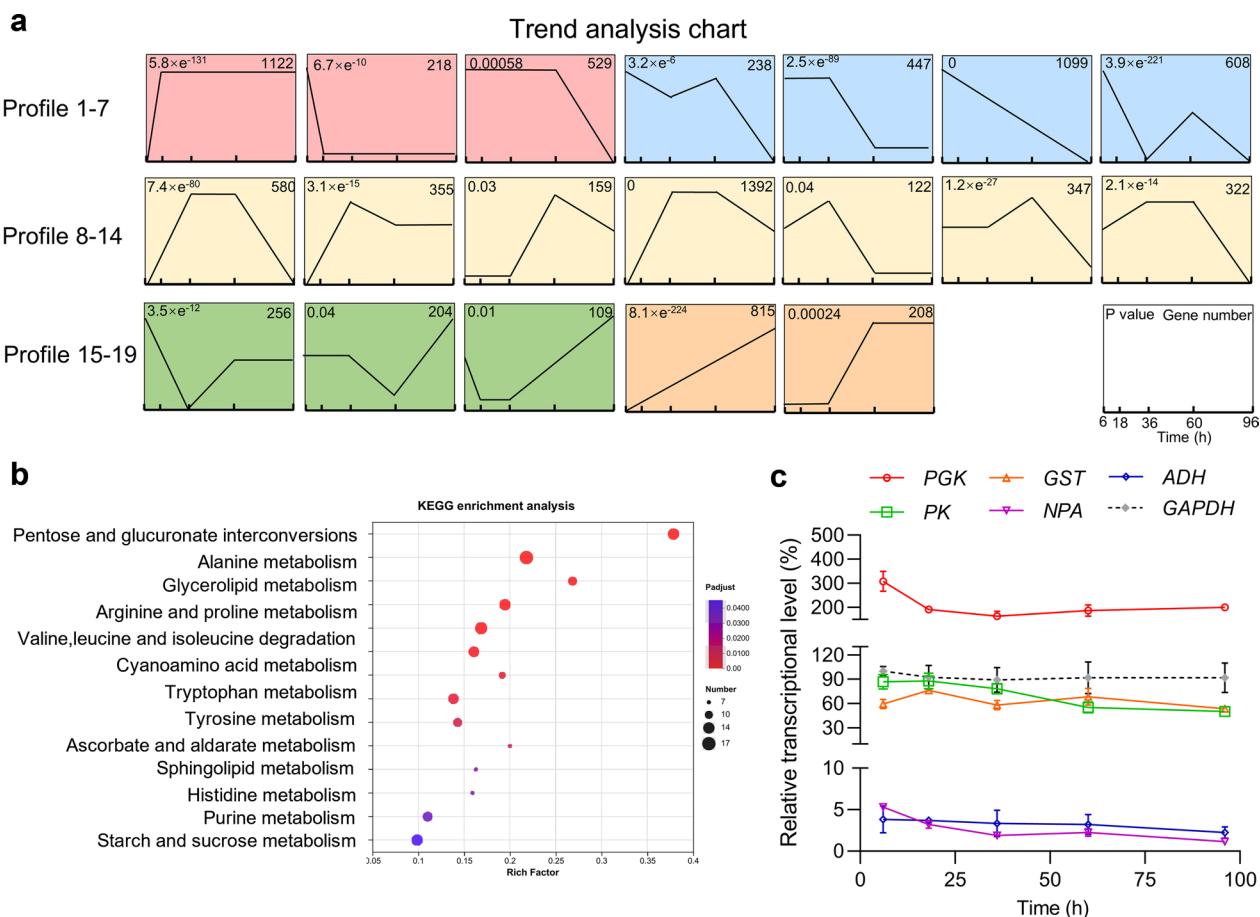 a
Trend analysis chart
Profile 1-7
5.8×e⁻¹³¹ 1122
6.7×e⁻¹⁰ 218
0.00058 529
3.2×e⁻⁶ 238
2.5×e⁻⁸⁹ 447
0 1099
3.9×e⁻²²¹ 608
Profile 8-14
7.4×e⁻⁸⁰ 580
3.1×e⁻¹⁵ 355
0.03 159
0 1392
0.04 122
1.2×e⁻²⁷ 347
2.1×e⁻¹⁴ 322
Profile 15-19
3.5×e⁻¹² 256
0.04 204
0.01 109
8.1×e⁻²²⁴ 815
0.00024 208
P value Gene number
6 18 36 60 96
Time (h)
b
KEGG enrichment analysis
Pentose and glucuronate interconversions
Alanine metabolism
Glycerolipid metabolism
Arginine and proline metabolism
Valine,leucine and isoleucine degradation
Cyanoamino acid metabolism
Tryptophan metabolism
Tyrosine metabolism
Ascorbate and aldarate metabolism
Sphingolipid metabolism
Histidine metabolism
Purine metabolism
Starch and sucrose metabolism
0.05 0.1 0.15 0.2 0.25 0.3 0.35 0.4
Rich Factor
Padjust
0.0400
0.0300
0.0200
0.0100
0.00
Number
7
10
14
17
c
PGK GST ADH
PK NPA GAPDH
Relative transcriptional level (%)
500
400
300
200
120
90
60
30
10
5
0
0 25 50 75 100
Time (h)